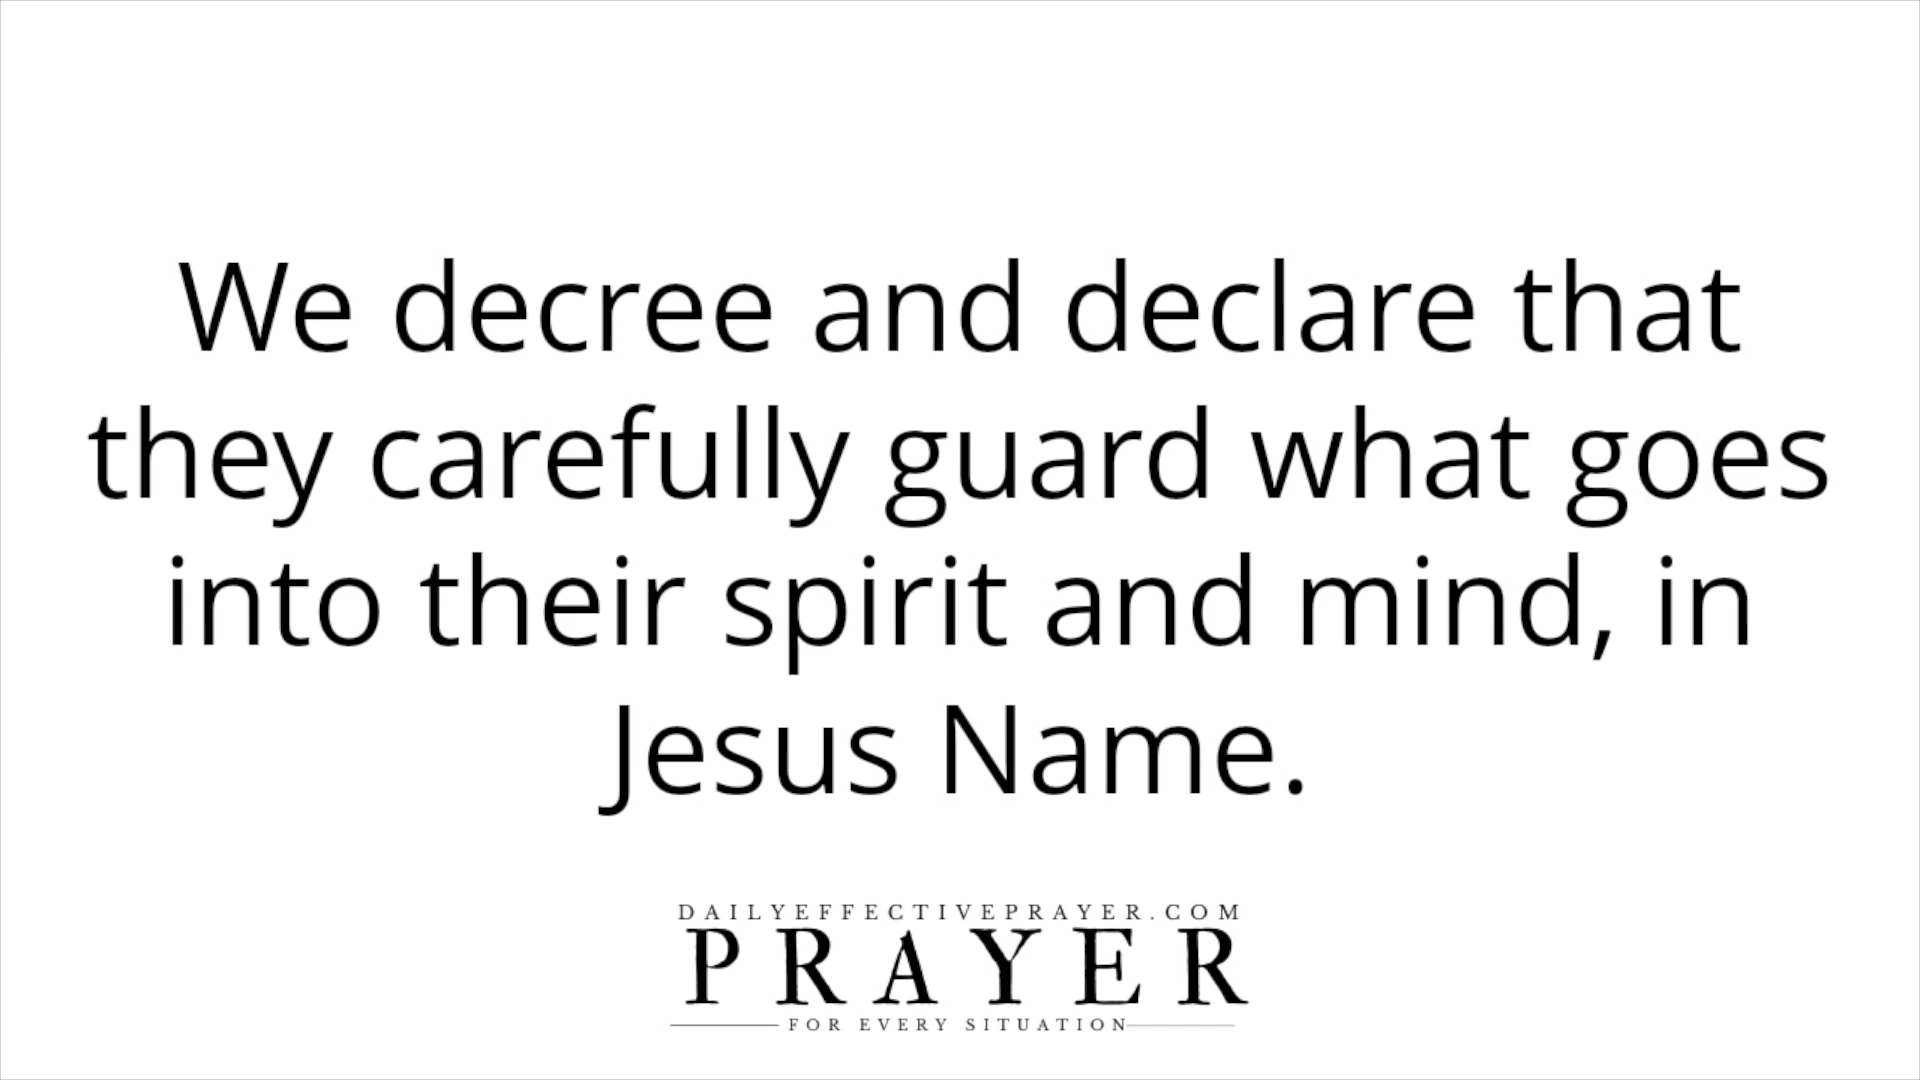 We decree and declare that
they carefully guard what goes
into their spirit and mind, in
Jesus Name.
DAILYEFFECTIVEPRAYER.COM
PRAYER
FOR EVERY SITUATION